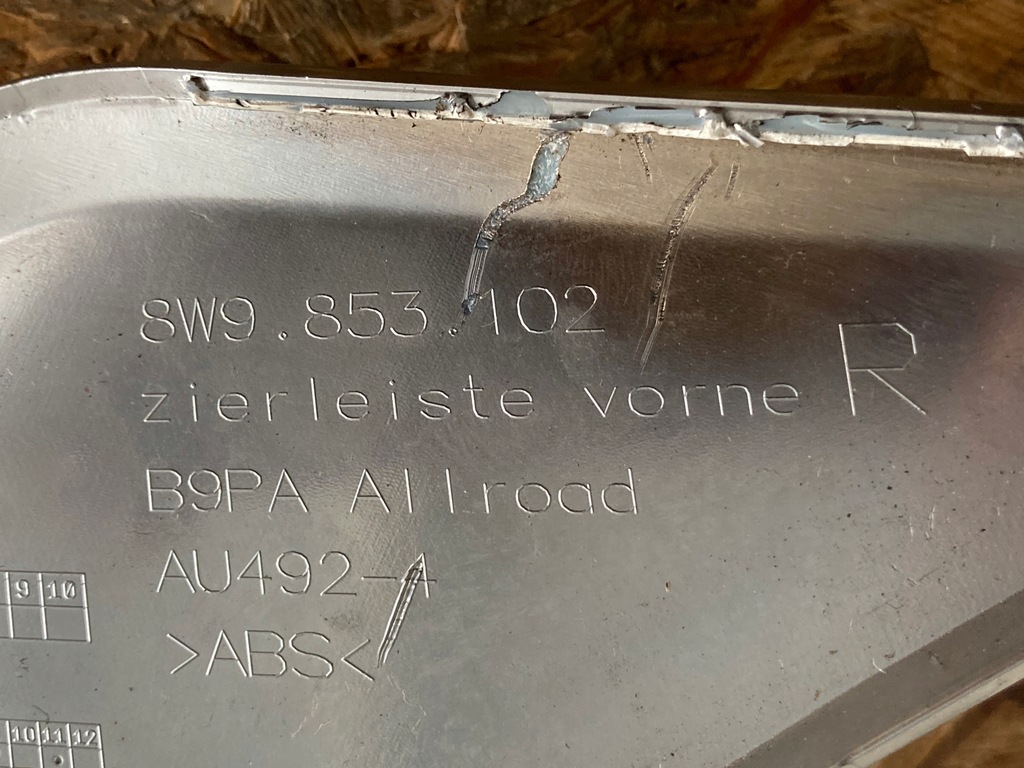 8W9.853.102
zierleiste vorne R
B9PA Allroad
AU492-4
>ABS<
9 10
10 11 12